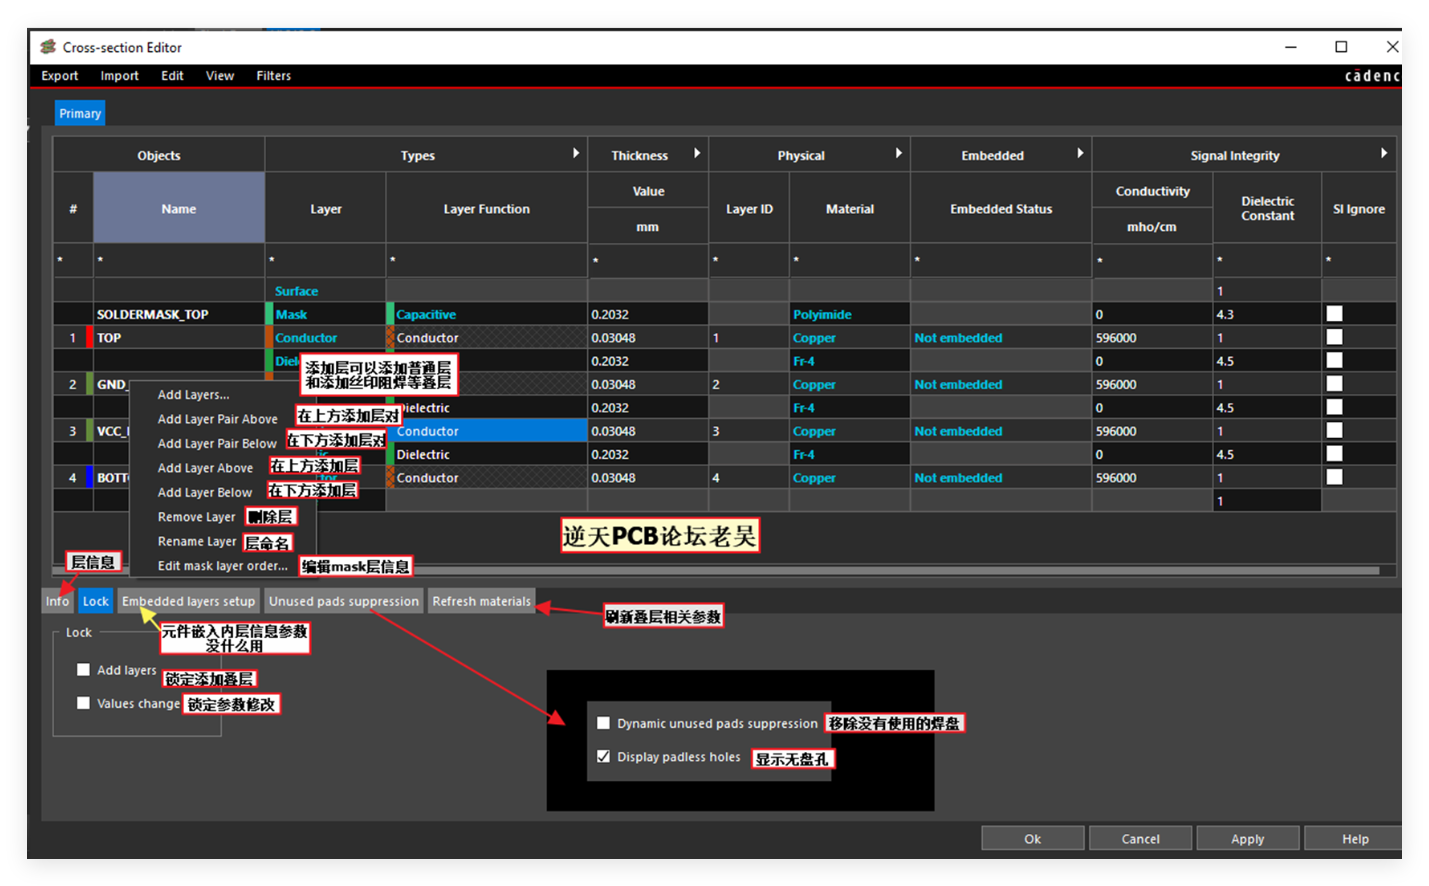 Cross-section Editor
Export Import Edit View Filters cādenc
Primary
Objects Types Thickness Physical Embedded Signal Integrity
# Name Layer Layer Function Value Layer ID Material Embedded Status Conductivity Dielectric Constant SI Ignore
mm mho/cm
* * * * * * * * * * *
Surface 1
SOLDERMASK_TOP Mask Capacitive 0.2032 Polyimide 0 4.3
1 TOP Conductor Conductor 0.03048 1 Copper Not embedded 596000 1
Diel 0.2032 Fr-4 0 4.5
添加层可以添加普通层
和添加丝印阻焊等叠层
2 GND_ 0.03048 2 Copper Not embedded 596000 1
Dielectric 0.2032 Fr-4 0 4.5
3 VCC_ Conductor 0.03048 3 Copper Not embedded 596000 1
ic Dielectric 0.2032 Fr-4 0 4.5
4 BOTT tor Conductor 0.03048 4 Copper Not embedded 596000 1
1
Add Layers...
Add Layer Pair Above 在上方添加层对
Add Layer Pair Below 在下方添加层对
Add Layer Above 在上方添加层
Add Layer Below 在下方添加层
Remove Layer 删除层
Rename Layer 层命名
Edit mask layer order... 编辑mask层信息
逆天PCB论坛老吴
层信息
Info Lock Embedded layers setup Unused pads suppression Refresh materials
刷新叠层相关参数
Lock
元件嵌入内层信息参数
没什么用
Add layers 锁定添加叠层
Values change 锁定参数修改
Dynamic unused pads suppression 移除没有使用的焊盘
Display padless holes 显示无盘孔
Ok Cancel Apply Help